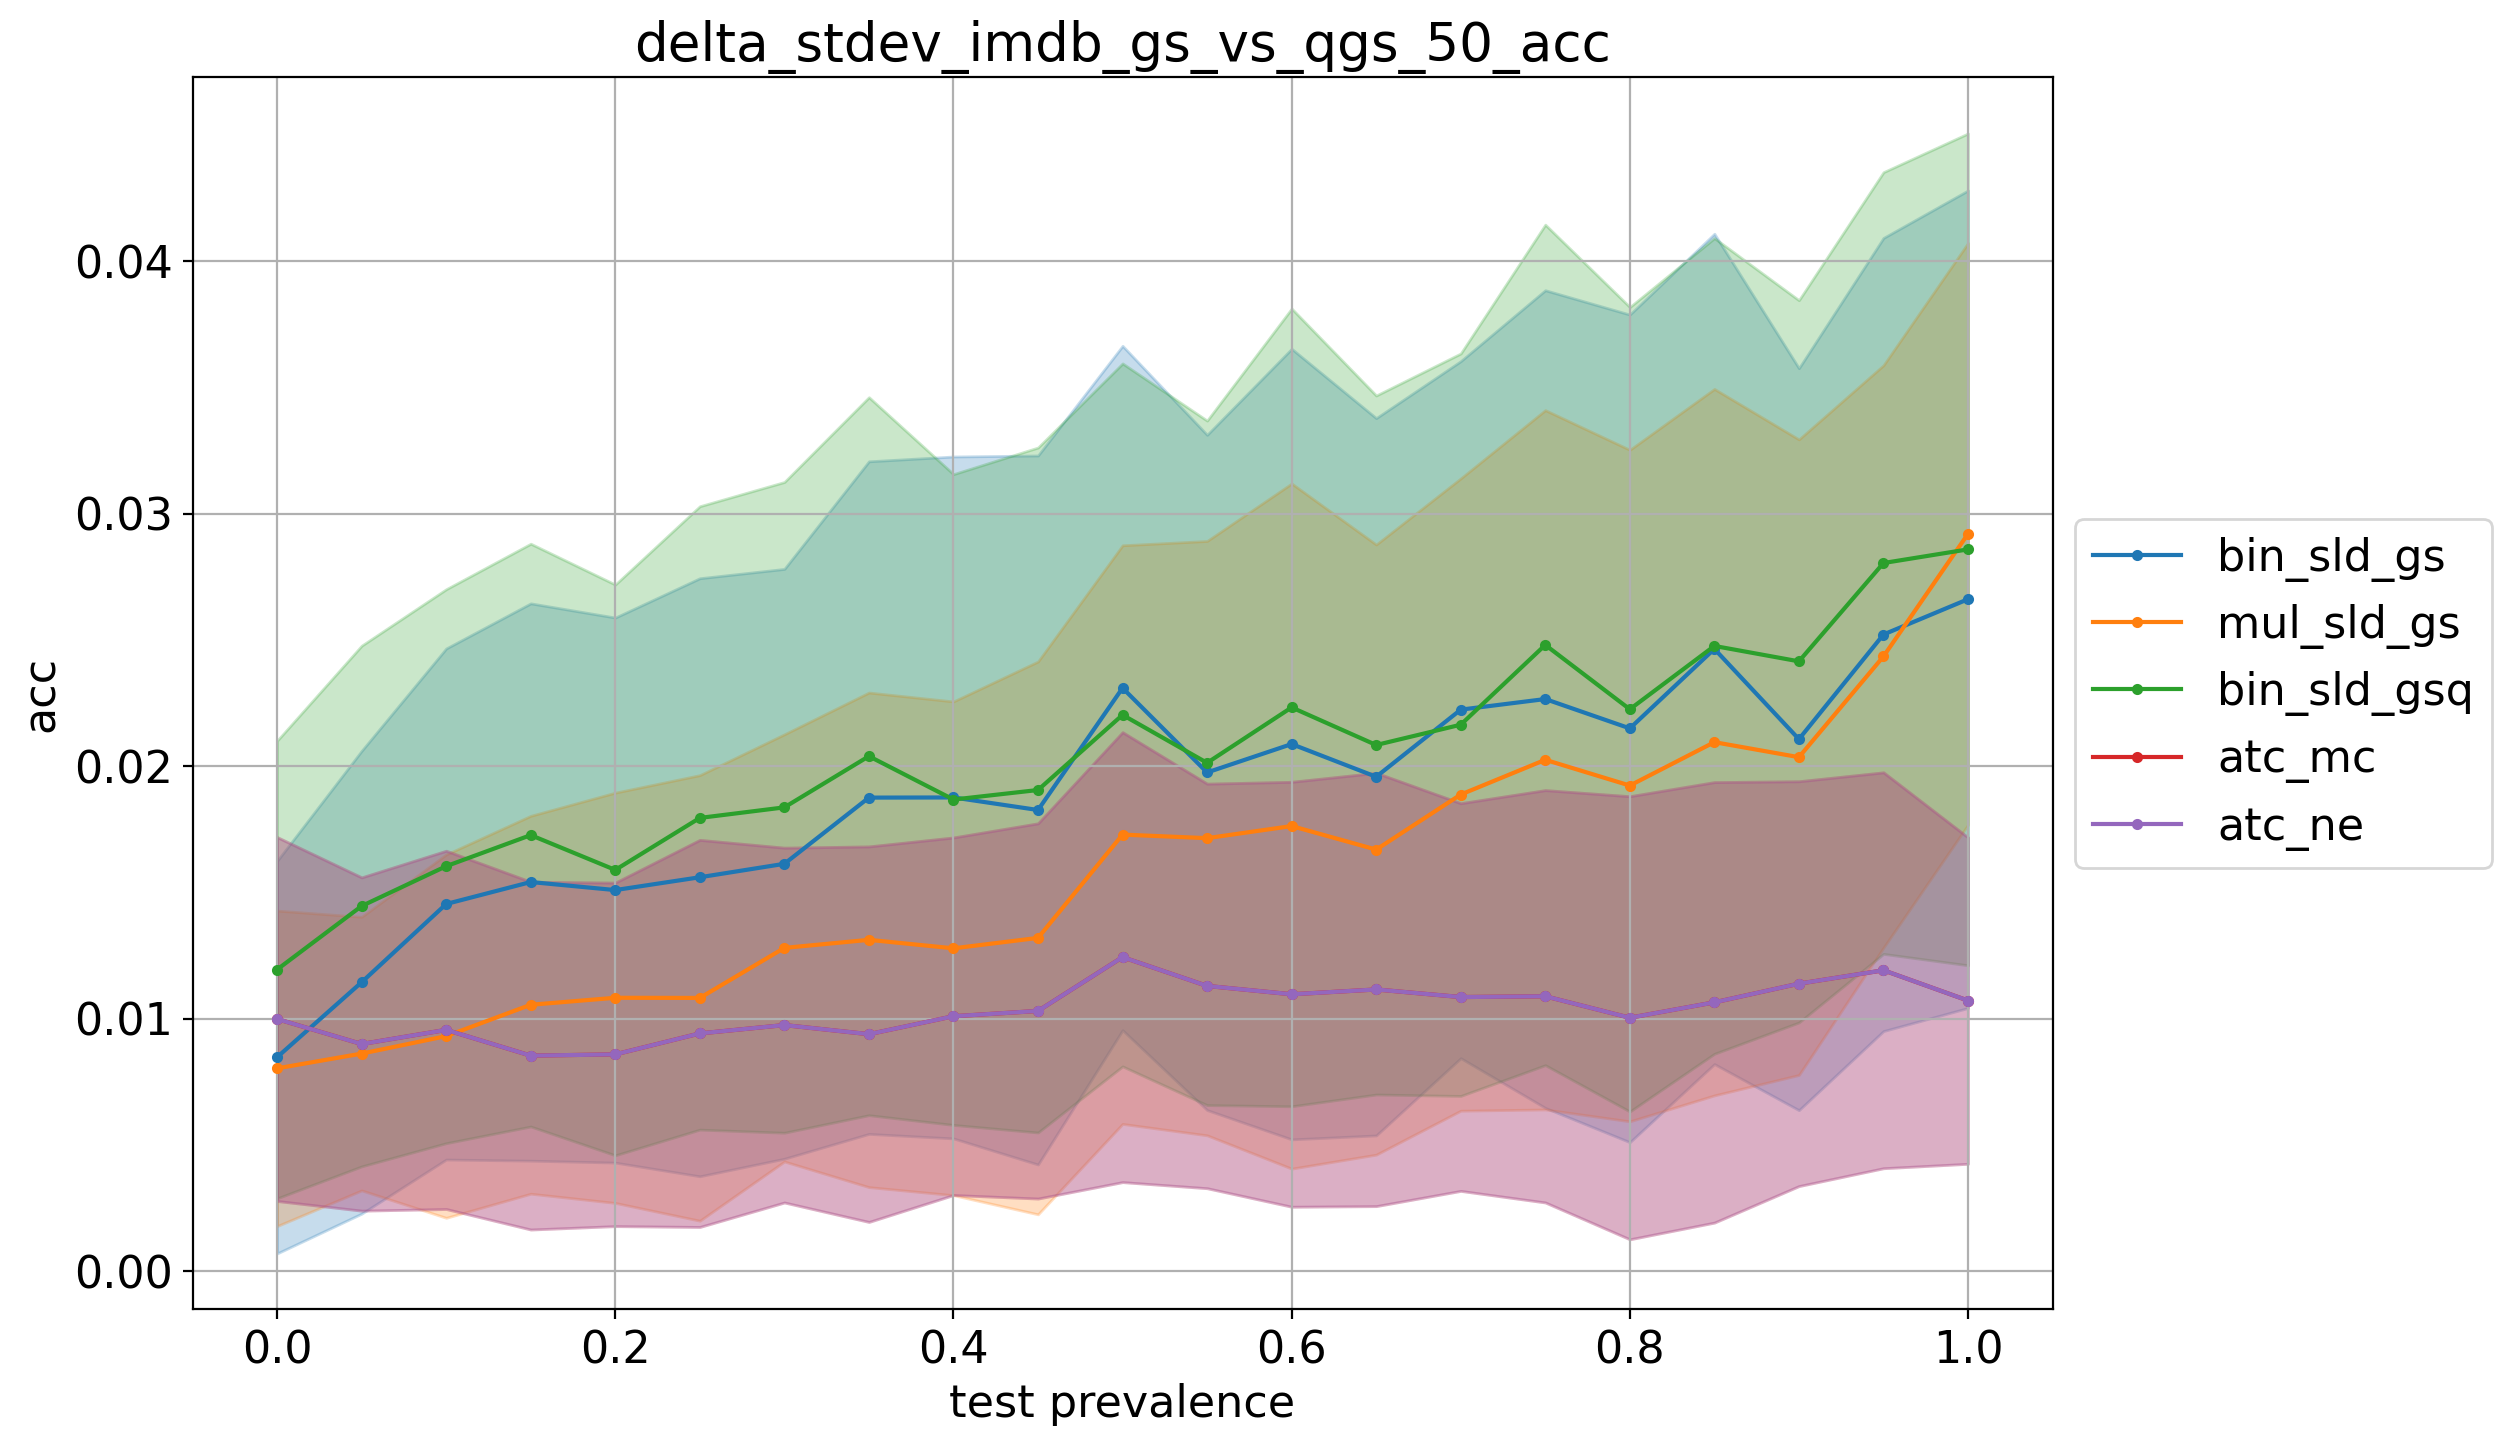 delta_stdev_imdb_gs_vs_qgs_50_acc
acc
0.04
0.03
0.02
0.01
0.00
0.0 0.2 0.4 0.6 0.8 1.0
test prevalence
bin_sld_gs
mul_sld_gs
bin_sld_gsq
atc_mc
atc_ne